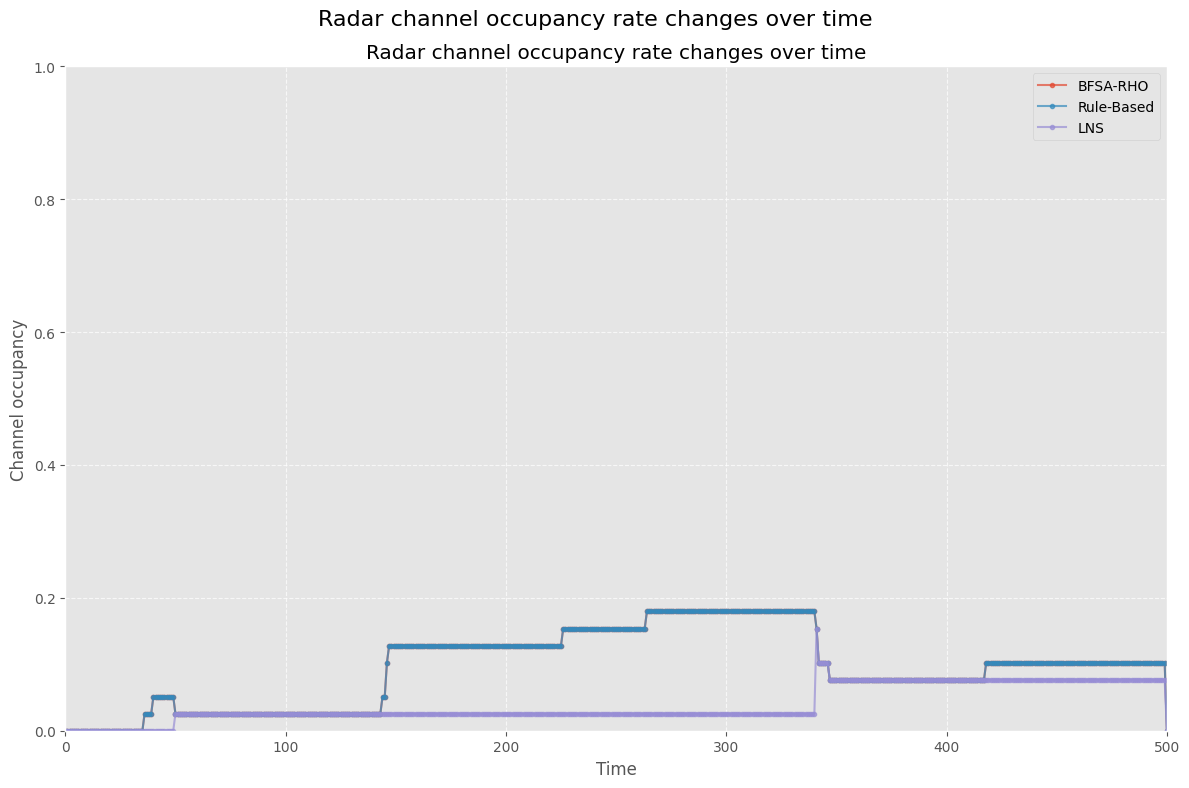 Radar channel occupancy rate changes over time
Radar channel occupancy rate changes over time
1.0
0.8
0.6
0.4
0.2
0.0
Channel occupancy
BFSA-RHO
Rule-Based
LNS
0 100 200 300 400 500
Time